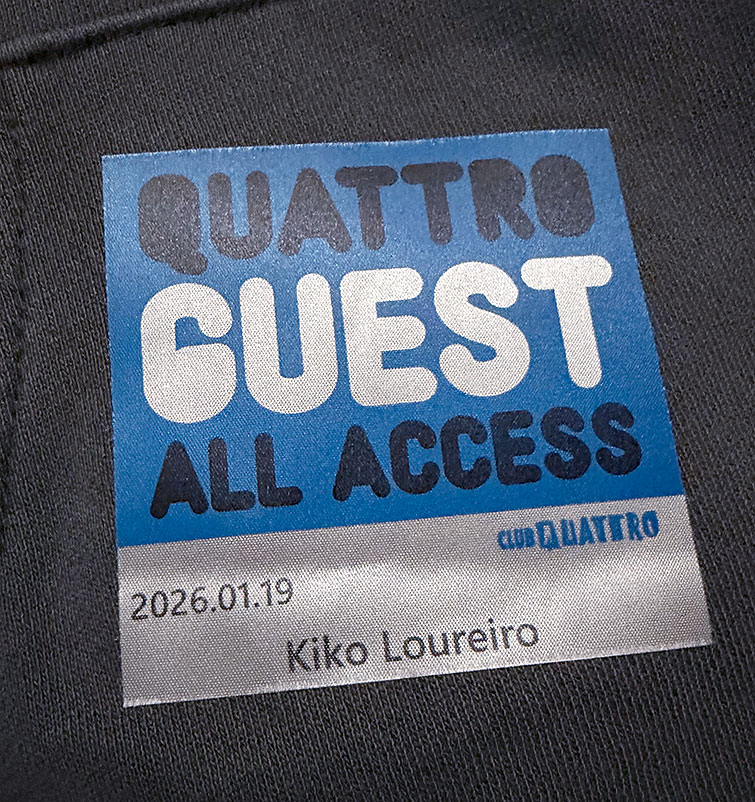 QUATTRO
GUEST
ALL ACCESS
CLUB QUATTRO
2026.01.19
Kiko Loureiro